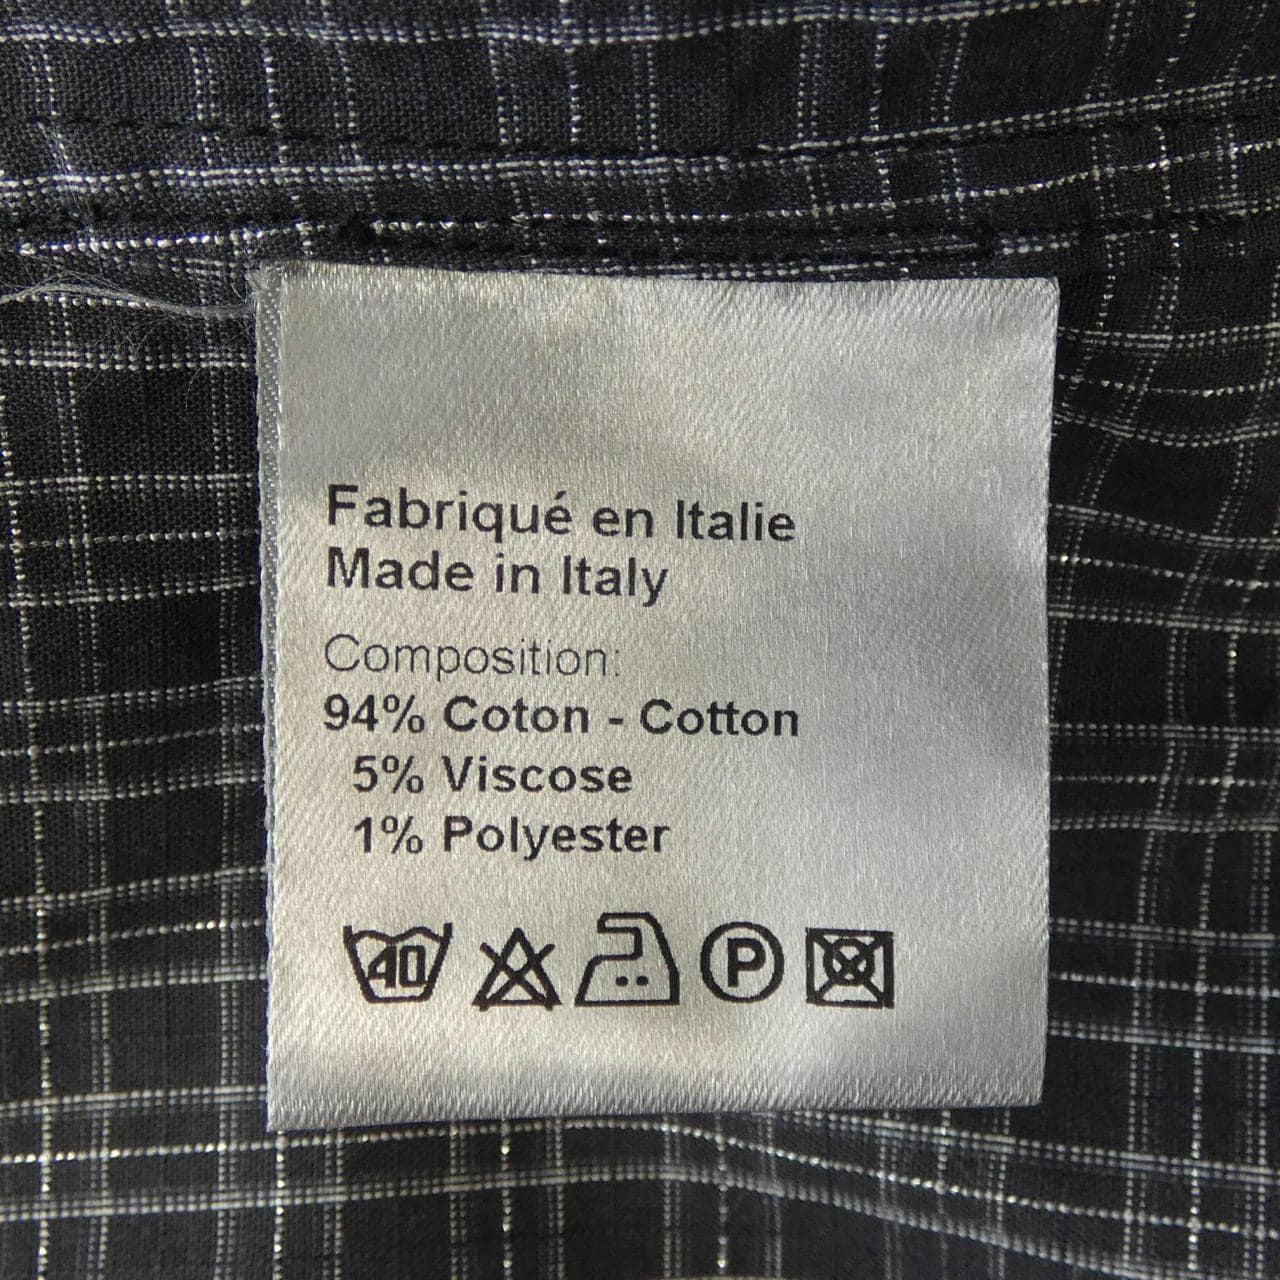 Fabriqué en Italie
Made in Italy
Composition:
94% Coton - Cotton
5% Viscose
1% Polyester
40 P